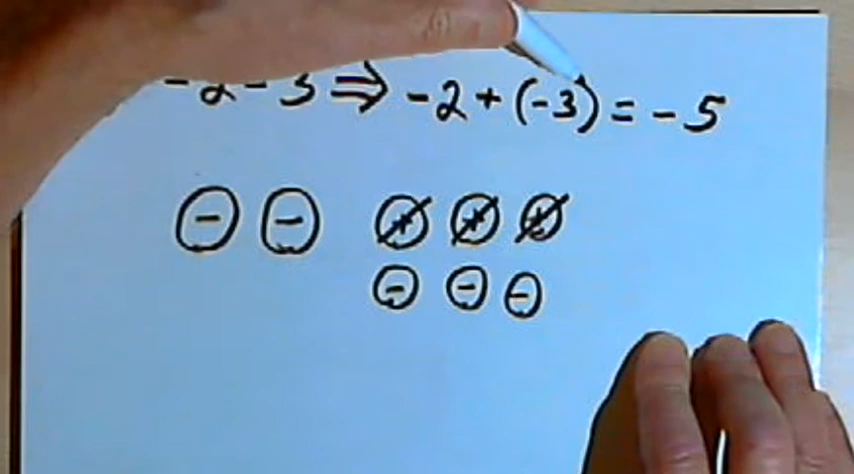 -2-3⇒-2+(-3)=-5
- - + + +
- - -